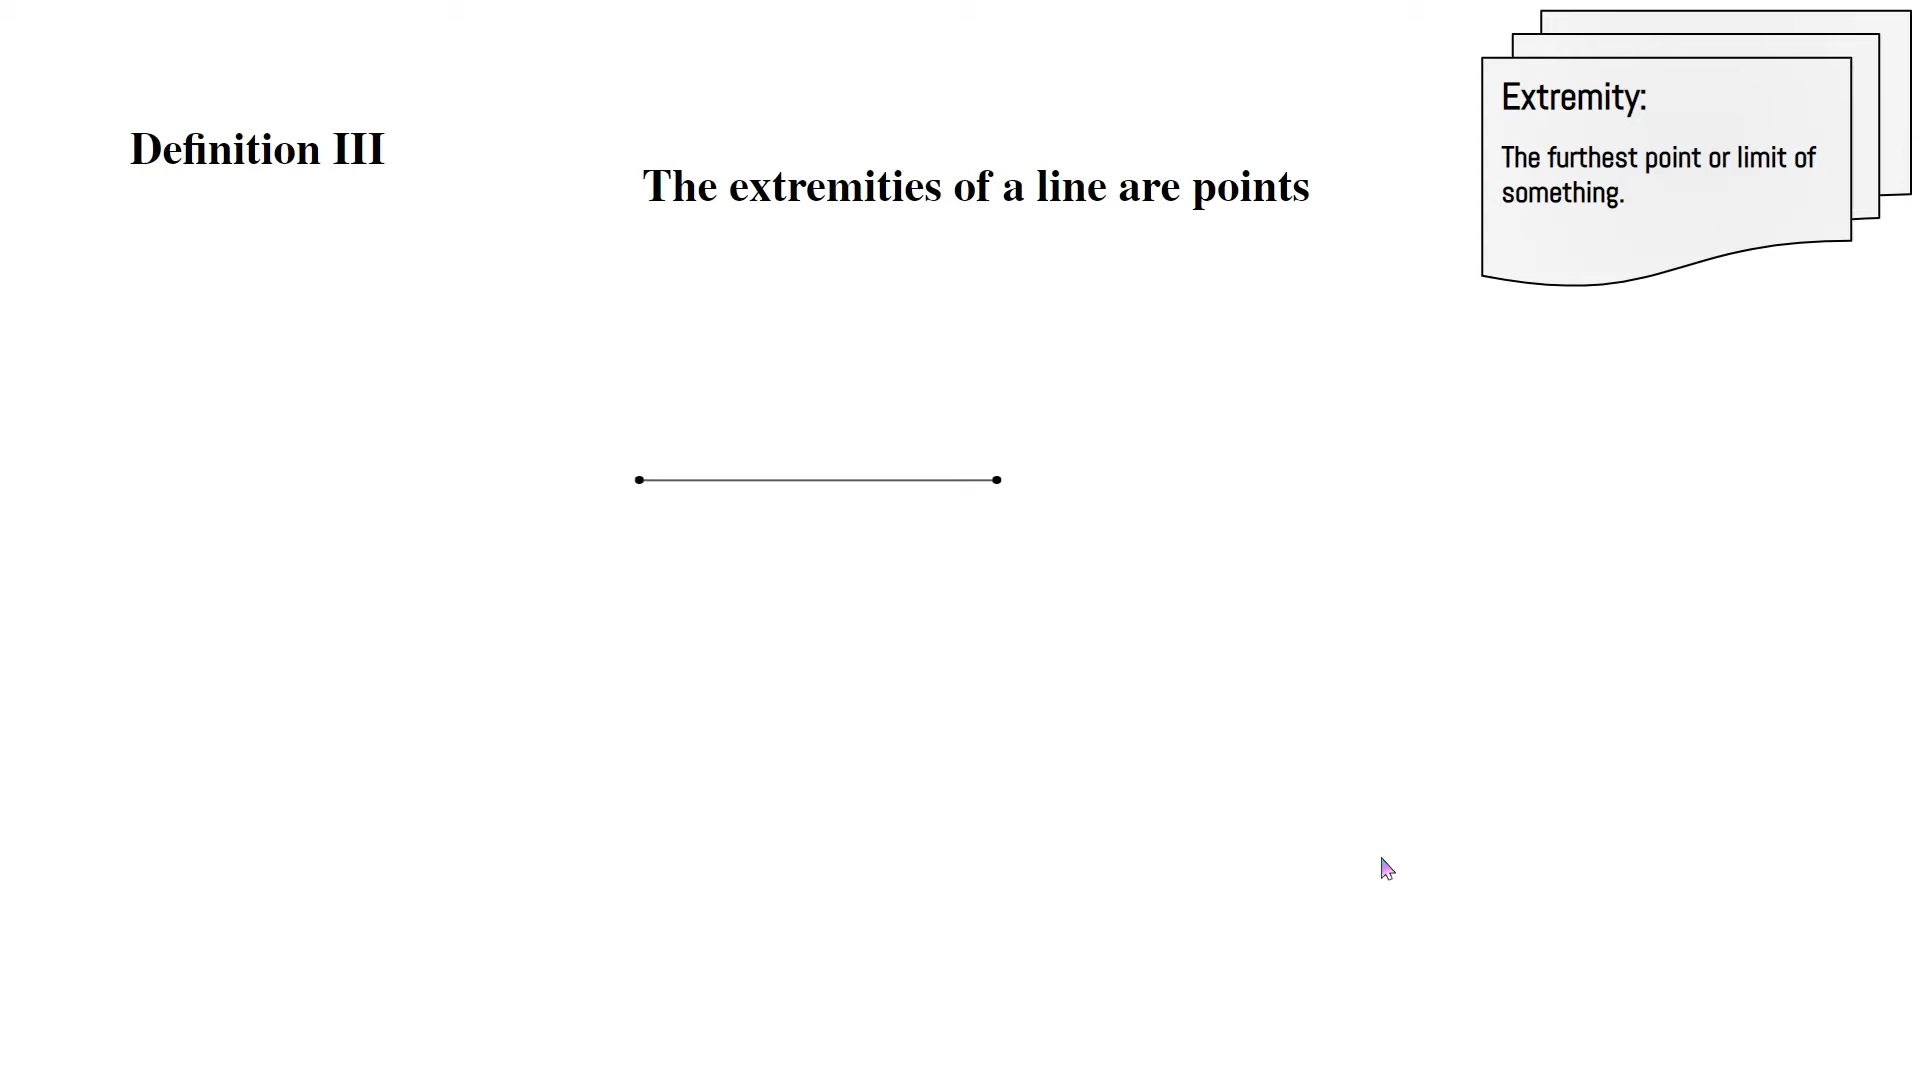 Definition III
The extremities of a line are points
Extremity:
The furthest point or limit of
something.